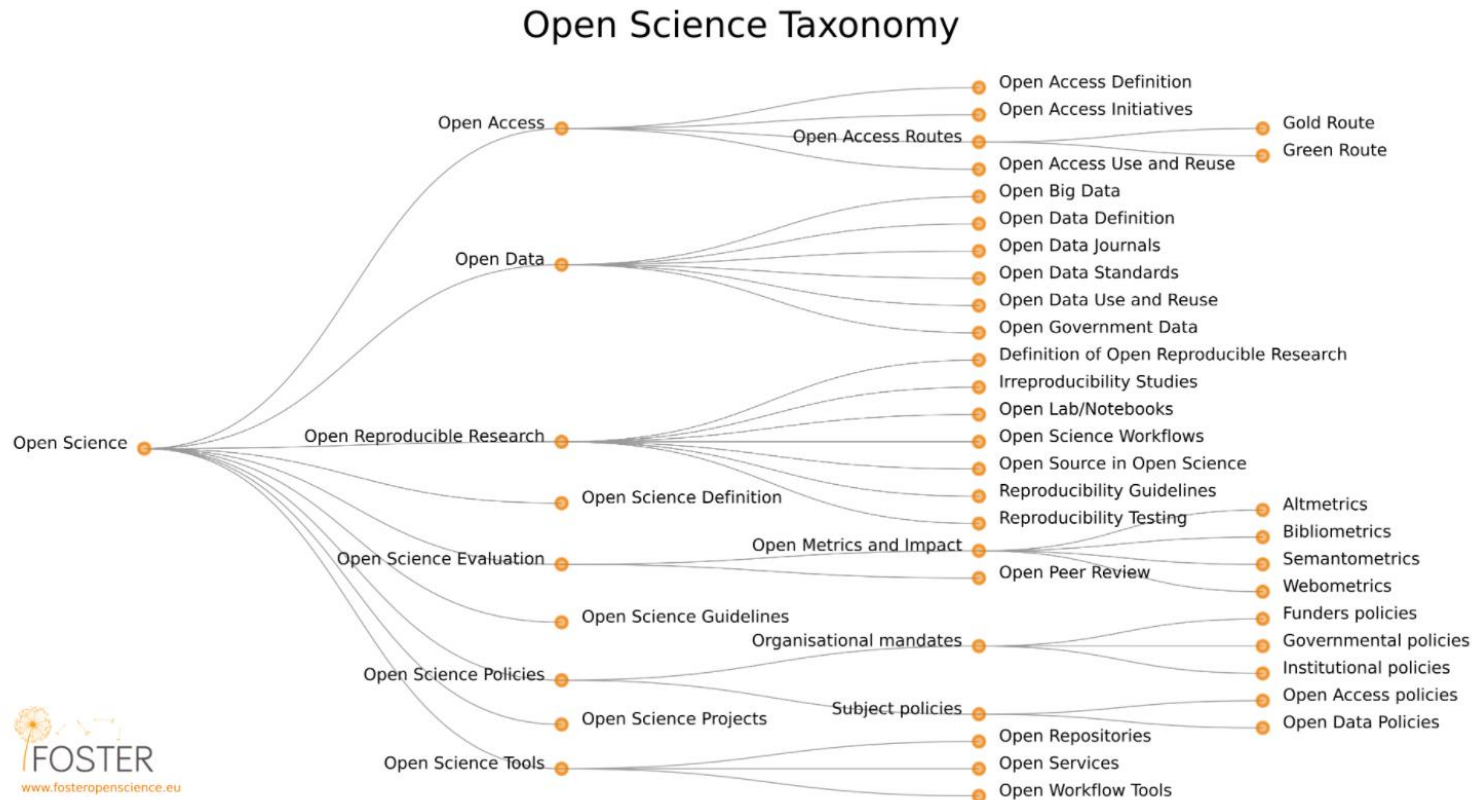 Open Science Taxonomy
Open Science
Open Access
Open Access Definition
Open Access Initiatives
Open Access Routes
Gold Route
Green Route
Open Access Use and Reuse
Open Data
Open Big Data
Open Data Definition
Open Data Journals
Open Data Standards
Open Data Use and Reuse
Open Government Data
Open Reproducible Research
Definition of Open Reproducible Research
Irreproducibility Studies
Open Lab/Notebooks
Open Science Workflows
Open Source in Open Science
Reproducibility Guidelines
Reproducibility Testing
Open Science Definition
Open Science Evaluation
Open Metrics and Impact
Altmetrics
Bibliometrics
Semantometrics
Webometrics
Open Peer Review
Open Science Guidelines
Open Science Policies
Organisational mandates
Funders policies
Governmental policies
Institutional policies
Subject policies
Open Access policies
Open Data Policies
Open Science Projects
Open Science Tools
Open Repositories
Open Services
Open Workflow Tools
FOSTER
www.fosteropenscience.eu